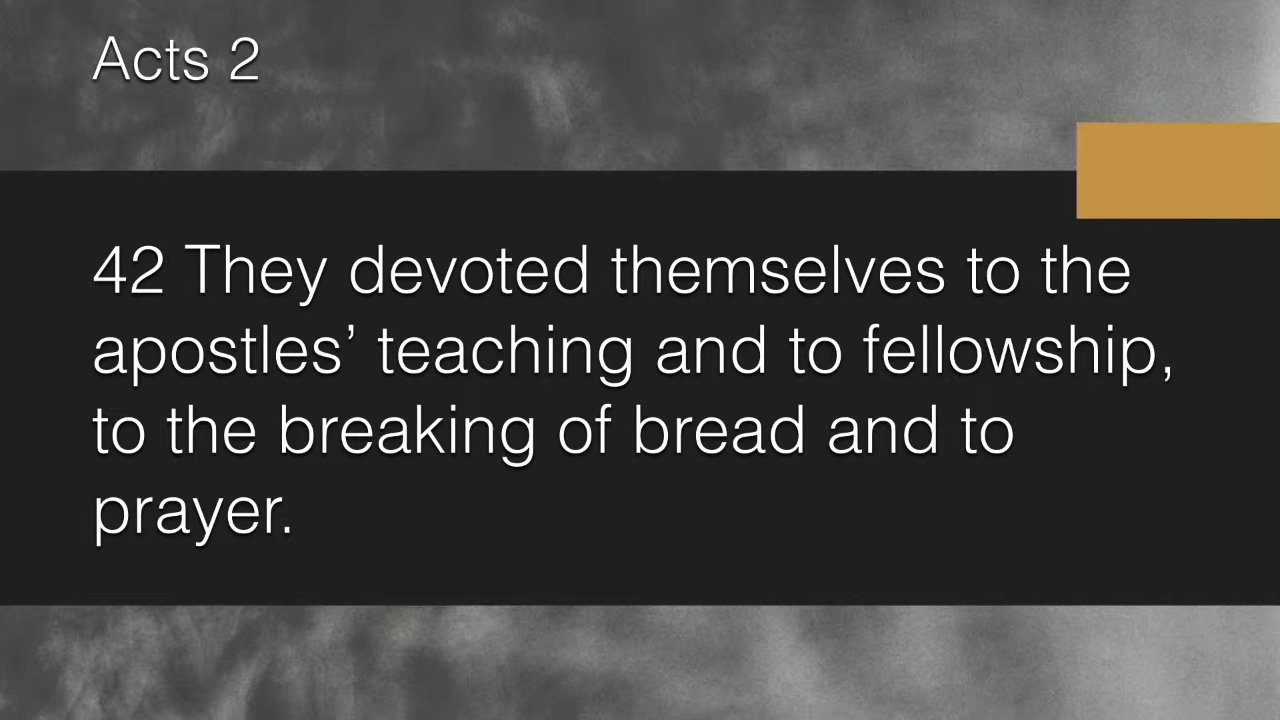 Acts 2
42 They devoted themselves to the
apostles’ teaching and to fellowship,
to the breaking of bread and to
prayer.